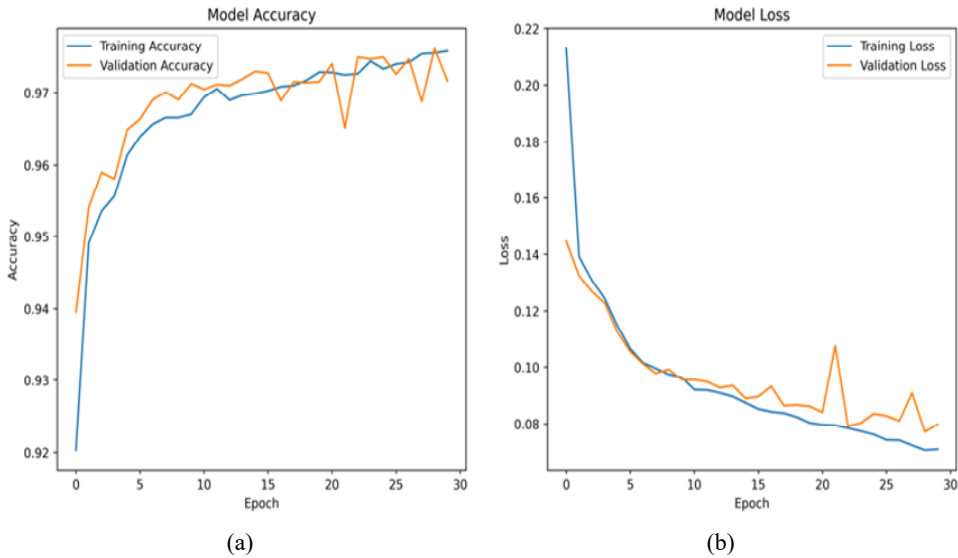 Model Accuracy
Training Accuracy
Validation Accuracy
0.97
0.96
0.95
0.94
0.93
0.92
Accuracy
0 5 10 15 20 25 30
Epoch
(a)
Model Loss
Training Loss
Validation Loss
0.22
0.20
0.18
0.16
0.14
0.12
0.10
0.08
Loss
0 5 10 15 20 25 30
Epoch
(b)